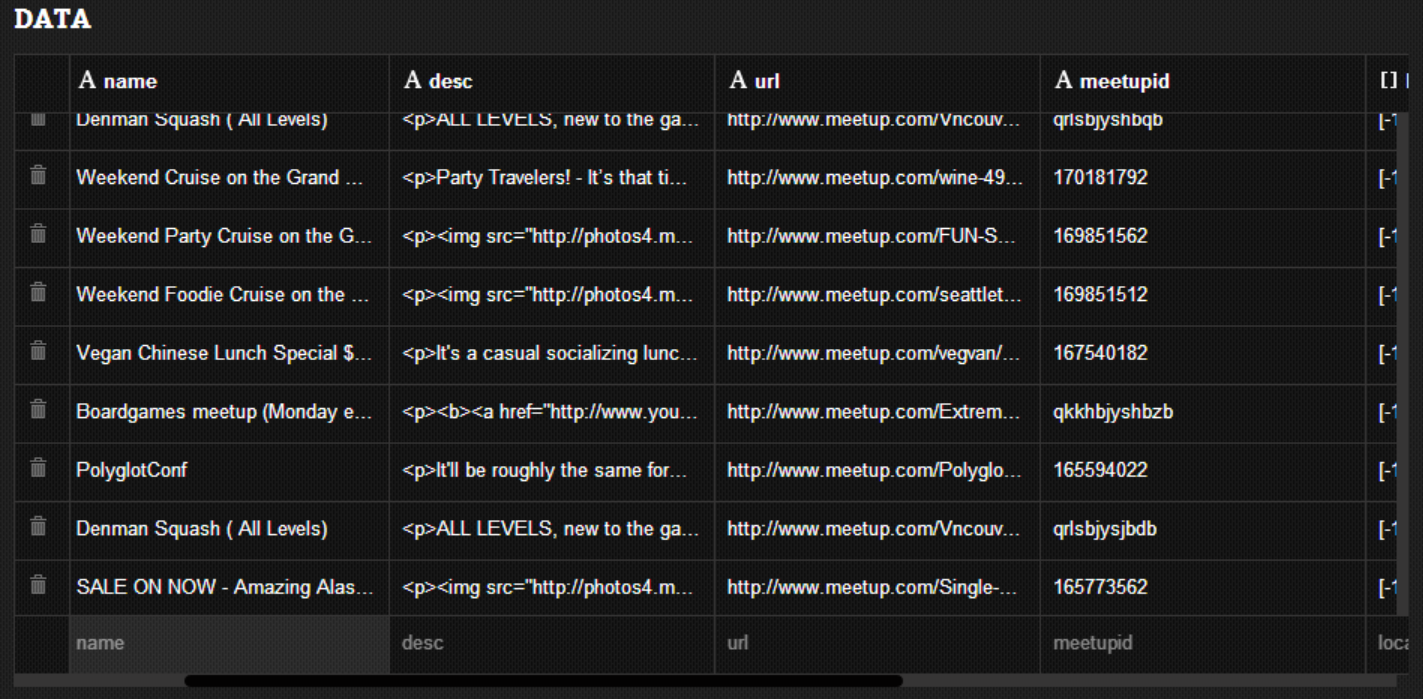 DATA
A name A desc A url A meetupid []
Denman Squash ( All Levels) <p>ALL LEVELS, new to the ga... http://www.meetup.com/Vncouv... qrlsbjyshbqb [-1
Weekend Cruise on the Grand ... <p>Party Travelers! - It's that ti... http://www.meetup.com/wine-49... 170181792 [-1
Weekend Party Cruise on the G... <p><img src="http://photos4.m... http://www.meetup.com/FUN-S... 169851562 [-1
Weekend Foodie Cruise on the ... <p><img src="http://photos4.m... http://www.meetup.com/seattlet... 169851512 [-1
Vegan Chinese Lunch Special $... <p>It's a casual socializing lunc... http://www.meetup.com/vegvan/... 167540182 [-1
Boardgames meetup (Monday e... <p><b><a href="http://www.you... http://www.meetup.com/Extrem... qkkhbjyshbzb [-1
PolyglotConf <p>It'll be roughly the same for... http://www.meetup.com/Polyglo... 165594022 [-1
Denman Squash ( All Levels) <p>ALL LEVELS, new to the ga... http://www.meetup.com/Vncouv... qrlsbjysjbdb [-1
SALE ON NOW - Amazing Alas... <p><img src="http://photos4.m... http://www.meetup.com/Single-... 165773562 [-1
name desc url meetupid loca